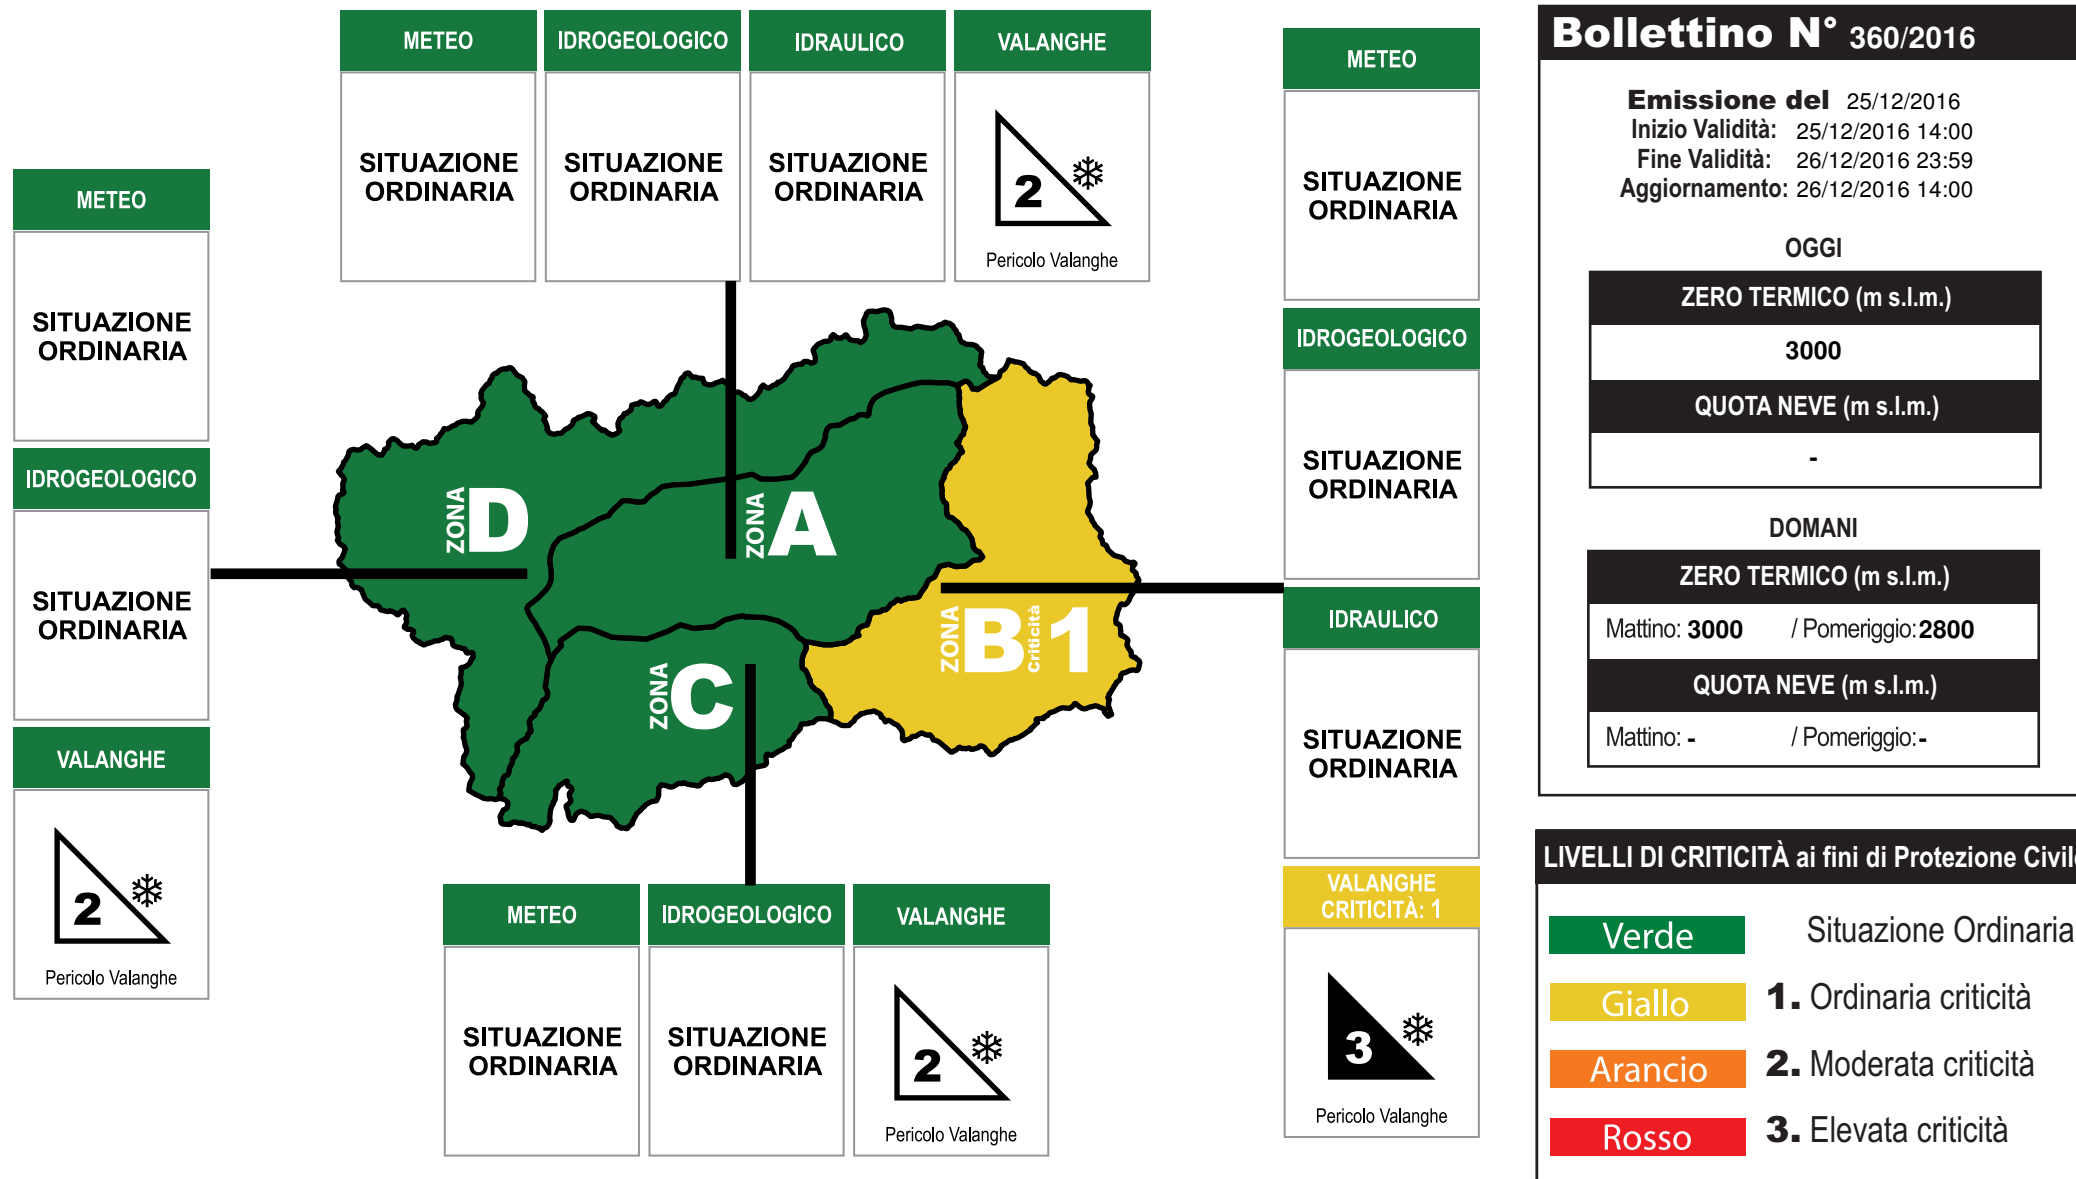 METEO
IDROGEOLOGICO
IDRAULICO
VALANGHE
SITUAZIONE
ORDINARIA
SITUAZIONE
ORDINARIA
SITUAZIONE
ORDINARIA
2
Pericolo Valanghe
METEO
SITUAZIONE
ORDINARIA
IDROGEOLOGICO
SITUAZIONE
ORDINARIA
VALANGHE
2
Pericolo Valanghe
ZONA D
ZONA A
ZONA B Criticità 1
ZONA C
METEO
IDROGEOLOGICO
VALANGHE
SITUAZIONE
ORDINARIA
SITUAZIONE
ORDINARIA
2
Pericolo Valanghe
METEO
SITUAZIONE
ORDINARIA
IDROGEOLOGICO
SITUAZIONE
ORDINARIA
IDRAULICO
SITUAZIONE
ORDINARIA
VALANGHE
CRITICITÀ: 1
3
Pericolo Valanghe
Bollettino N° 360/2016
Emissione del 25/12/2016
Inizio Validità: 25/12/2016 14:00
Fine Validità: 26/12/2016 23:59
Aggiornamento: 26/12/2016 14:00
OGGI
ZERO TERMICO (m s.l.m.)
3000
QUOTA NEVE (m s.l.m.)
-
DOMANI
ZERO TERMICO (m s.l.m.)
Mattino: 3000 / Pomeriggio: 2800
QUOTA NEVE (m s.l.m.)
Mattino: - / Pomeriggio: -
LIVELLI DI CRITICITÀ ai fini di Protezione Civile
Verde Situazione Ordinaria
Giallo 1. Ordinaria criticità
Arancio 2. Moderata criticità
Rosso 3. Elevata criticità